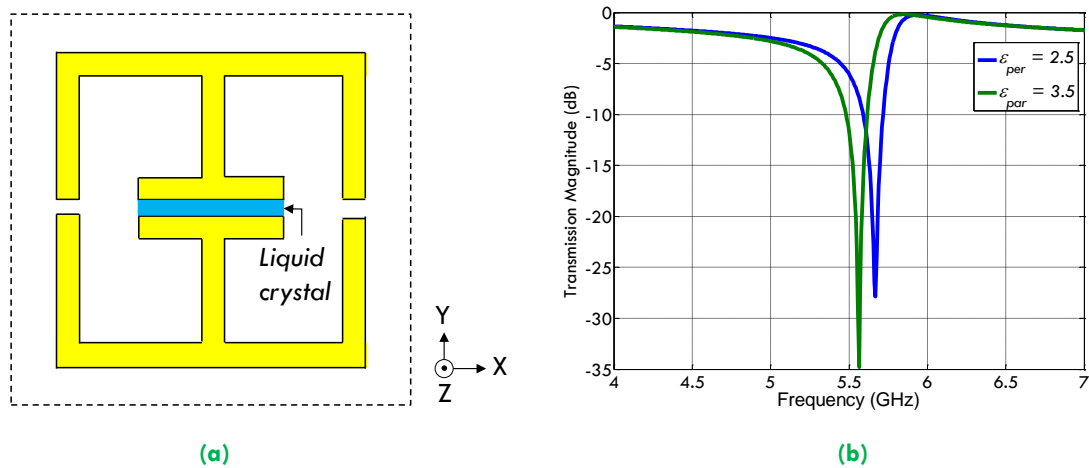 Liquid
crystal
Y
X
Z
(a)
0
-5
-10
-15
-20
-25
-30
-35
Transmission Magnitude (dB)
ε_per = 2.5
ε_par = 3.5
4
4.5
5
5.5
6
6.5
7
Frequency (GHz)
(b)